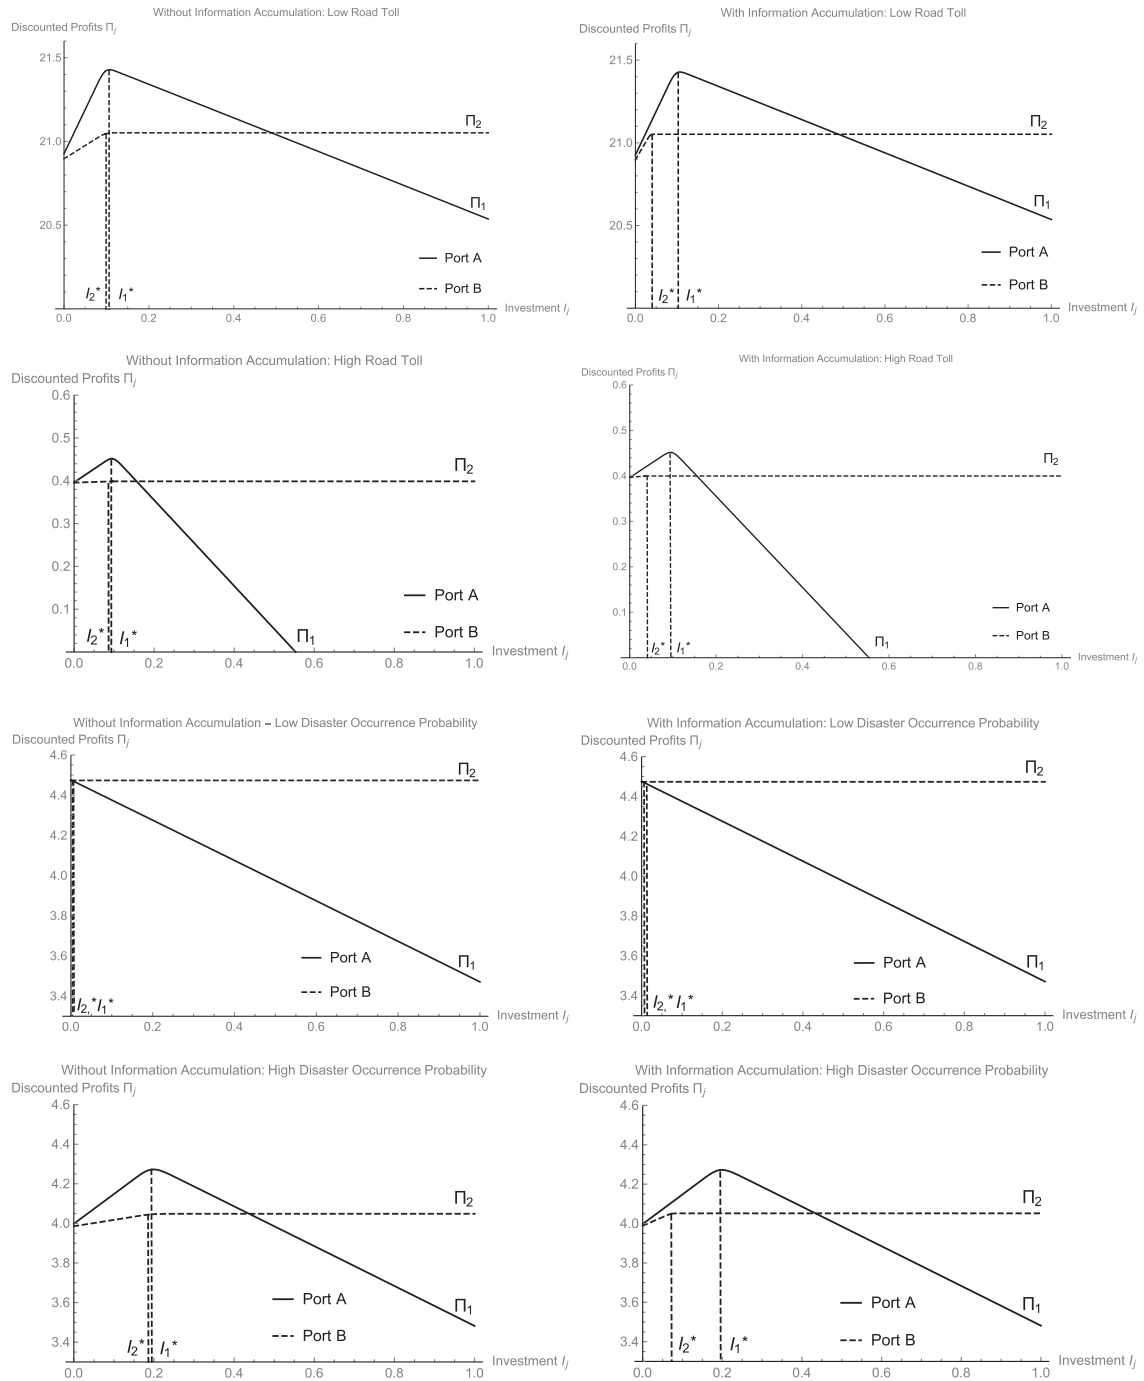 Without Information Accumulation: Low Road Toll
Discounted Profits Πj
21.5
21.0
20.5
Π2
Π1
Port A
Port B
I2* I1*
Investment Ij
0.0 0.2 0.4 0.6 0.8 1.0
With Information Accumulation: Low Road Toll
Discounted Profits Πj
21.5
21.0
20.5
Π2
Π1
Port A
Port B
I2* I1*
Investment Ij
0.0 0.2 0.4 0.6 0.8 1.0
Without Information Accumulation: High Road Toll
Discounted Profits Πj
0.6
0.5
0.4
0.3
0.2
0.1
Π2
Port A
Port B
I2* I1* Π1
Investment Ij
0.0 0.2 0.4 0.6 0.8 1.0
With Information Accumulation: High Road Toll
Discounted Profits Πj
0.6
0.5
0.4
0.3
0.2
0.1
Π2
Port A
Port B
I2* I1* Π1
Investment Ij
0.0 0.2 0.4 0.6 0.8 1.0
Without Information Accumulation – Low Disaster Occurrence Probability
Discounted Profits Πj
4.6
4.4
4.2
4.0
3.8
3.6
3.4
Π2
Π1
Port A
Port B
I2,* I1*
Investment Ij
0.0 0.2 0.4 0.6 0.8 1.0
With Information Accumulation: Low Disaster Occurrence Probability
Discounted Profits Πj
4.6
4.4
4.2
4.0
3.8
3.6
3.4
Π2
Π1
Port A
Port B
I2,* I1*
Investment Ij
0.0 0.2 0.4 0.6 0.8 1.0
Without Information Accumulation: High Disaster Occurrence Probability
Discounted Profits Πj
4.6
4.4
4.2
4.0
3.8
3.6
3.4
Π2
Π1
Port A
Port B
I2* I1*
Investment Ij
0.0 0.2 0.4 0.6 0.8 1.0
With Information Accumulation: High Disaster Occurrence Probability
Discounted Profits Πj
4.6
4.4
4.2
4.0
3.8
3.6
3.4
Π2
Π1
Port A
Port B
I2* I1*
Investment Ij
0.0 0.2 0.4 0.6 0.8 1.0